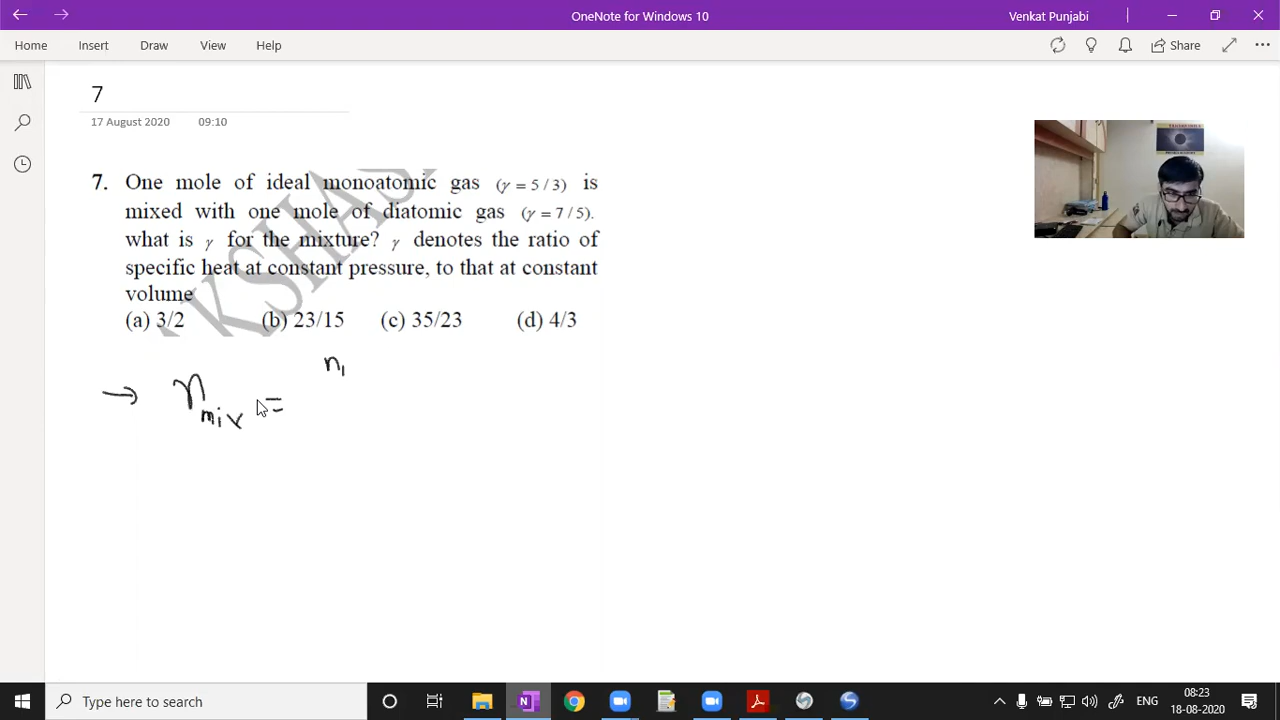 OneNote for Windows 10
Venkat Punjabi
Home Insert Draw View Help
Share
7
17 August 2020 09:10
7. One mole of ideal monoatomic gas (γ = 5 / 3) is
mixed with one mole of diatomic gas (γ = 7 / 5).
what is γ for the mixture? γ denotes the ratio of
specific heat at constant pressure, to that at constant
volume
(a) 3/2 (b) 23/15 (c) 35/23 (d) 4/3
n₁
→ γmix =
Type here to search
ENG
08:23
18-08-2020